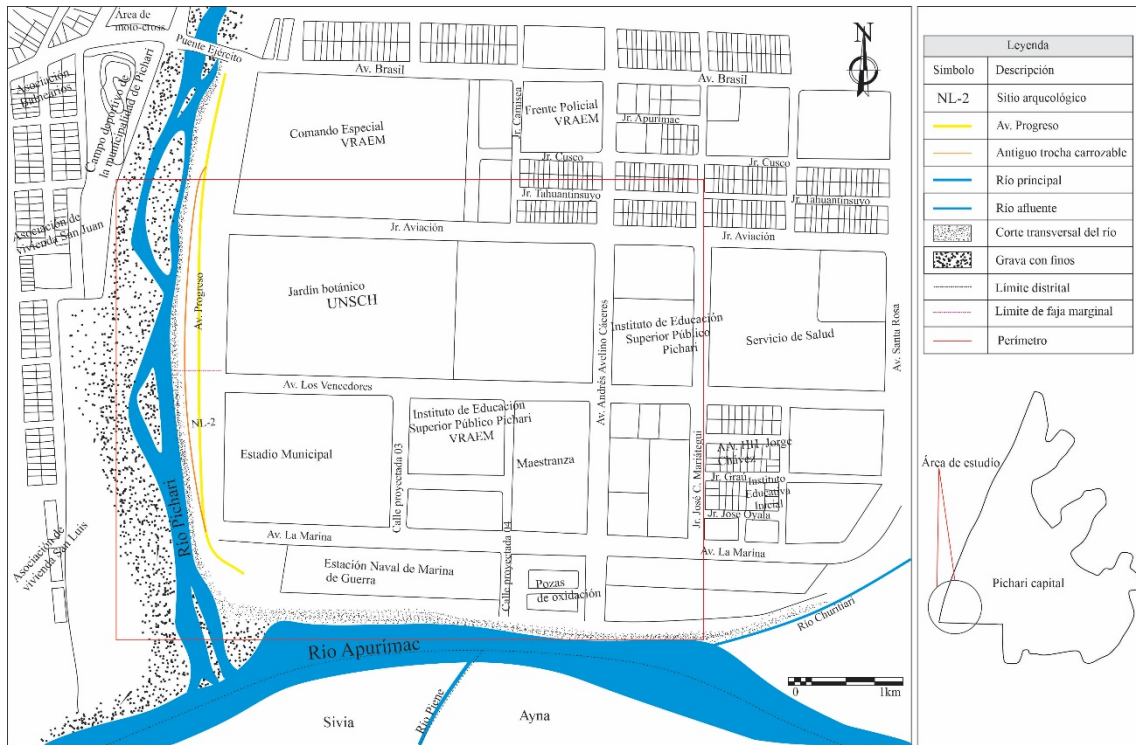 Área de
moto-cross
Puente Ejército
Av. Brasil
Av. Brasil
N
Asociación
Balnearios
Campo deportivo de
la municipalidad de Pichari
Comando Especial
VRAEM
Jr. Camisea
Frente Policial
VRAEM
Jr. Apurímac
Jr. Cusco
Jr. Cusco
Jr. Tahuantinsuyo
Jr. Tahuantinsuyo
Asociación de
vivienda San Juan
Jr. Aviación
Jr. Aviación
Av. Progreso
Jardín botánico
UNSCH
Av. Andrés Avelino Cáceres
Instituto de Educación
Superior Público
Pichari
Servicio de Salud
Av. Santa Rosa
Av. Los Vencedores
NL-2
Estadio Municipal
Calle proyectada 03
Instituto de Educación
Superior Público Pichari
VRAEM
Maestranza
Jr. José C. Mariátegui
AA. HH. Jorge
Chávez
Jr. Graú
Instituto
Educativa
Inicial
Jr. José Oyala
Río Pichari
Asociación de
vivienda San Luis
Av. La Marina
Av. La Marina
Estación Naval de Marina
de Guerra
Calle proyectada 04
Pozas
de oxidación
Río Churitiari
Río Apurímac
Río Piene
Sivia
Ayna
0 1km
Leyenda
Simbolo Descripción
NL-2 Sitio arqueológico
Av. Progreso
Antiguo trocha carrozable
Río principal
Río afluente
Corte transversal del río
Grava con finos
Límite distrital
Límite de faja marginal
Perímetro
Área de estudio
Pichari capital